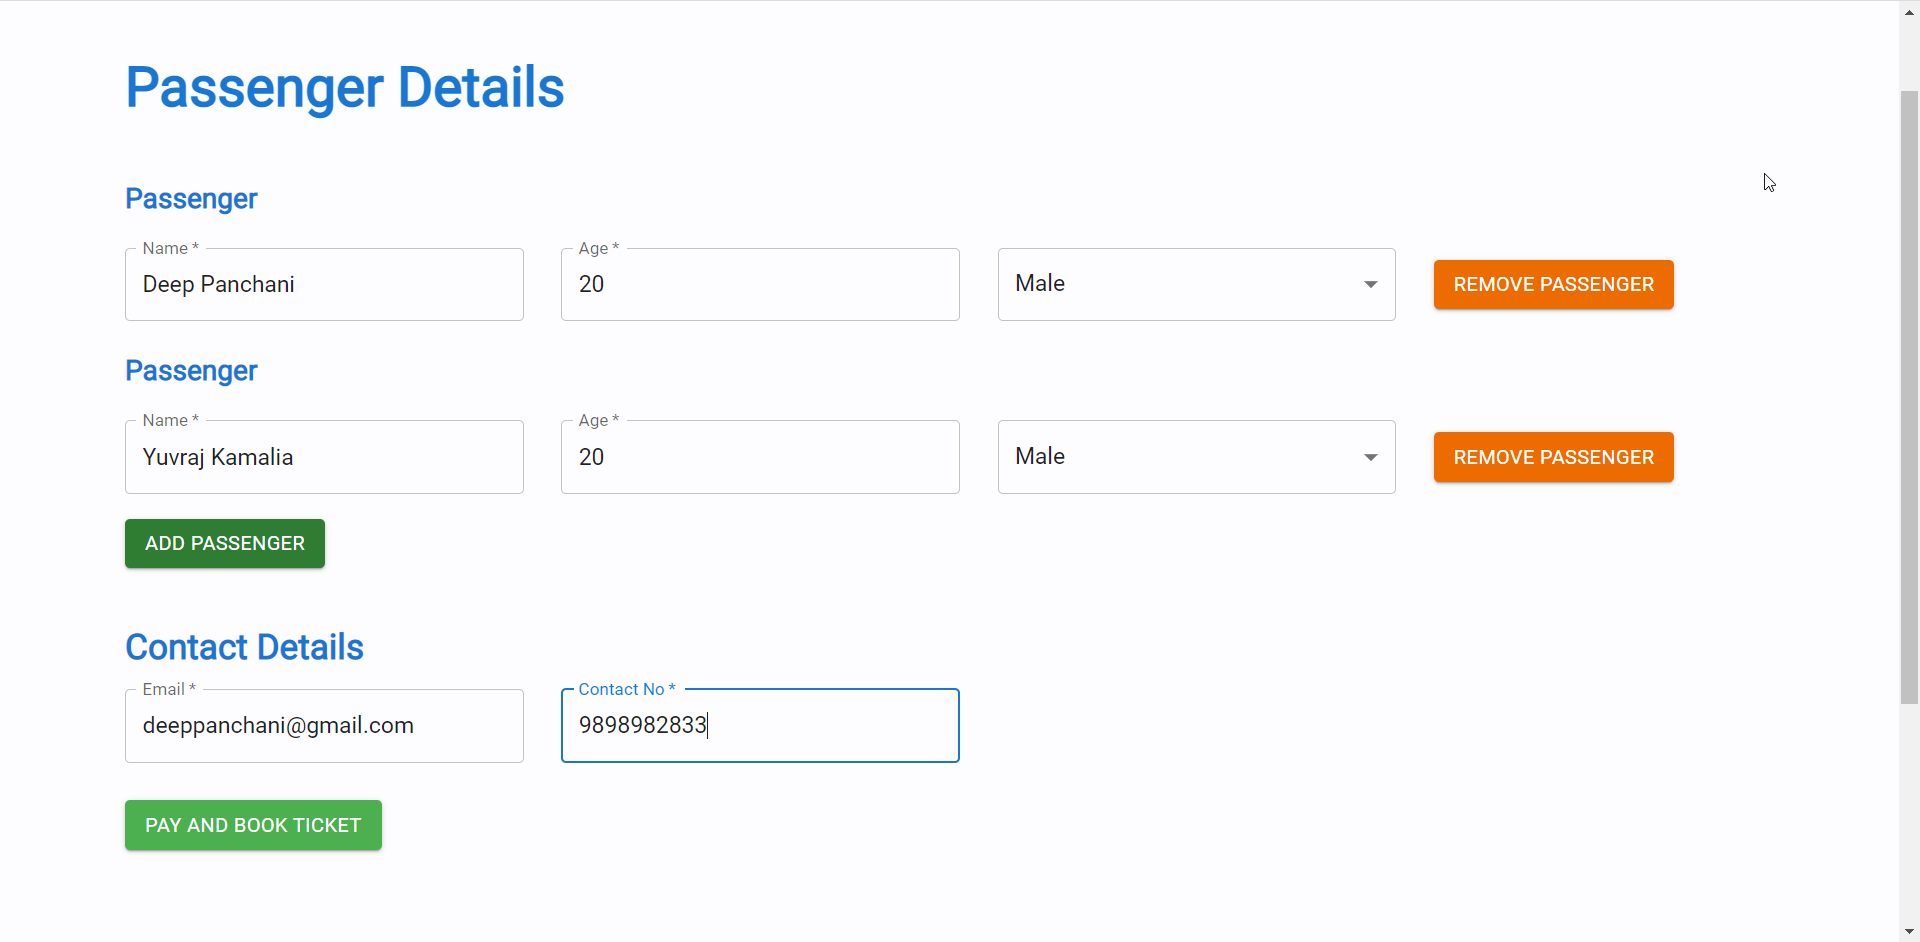 Passenger Details
Passenger
Name *
Age *
Deep Panchani
20
Male
REMOVE PASSENGER
Passenger
Name *
Age *
Yuvraj Kamalia
20
Male
REMOVE PASSENGER
ADD PASSENGER
Contact Details
Email *
Contact No *
deeppanchani@gmail.com
9898982833
PAY AND BOOK TICKET